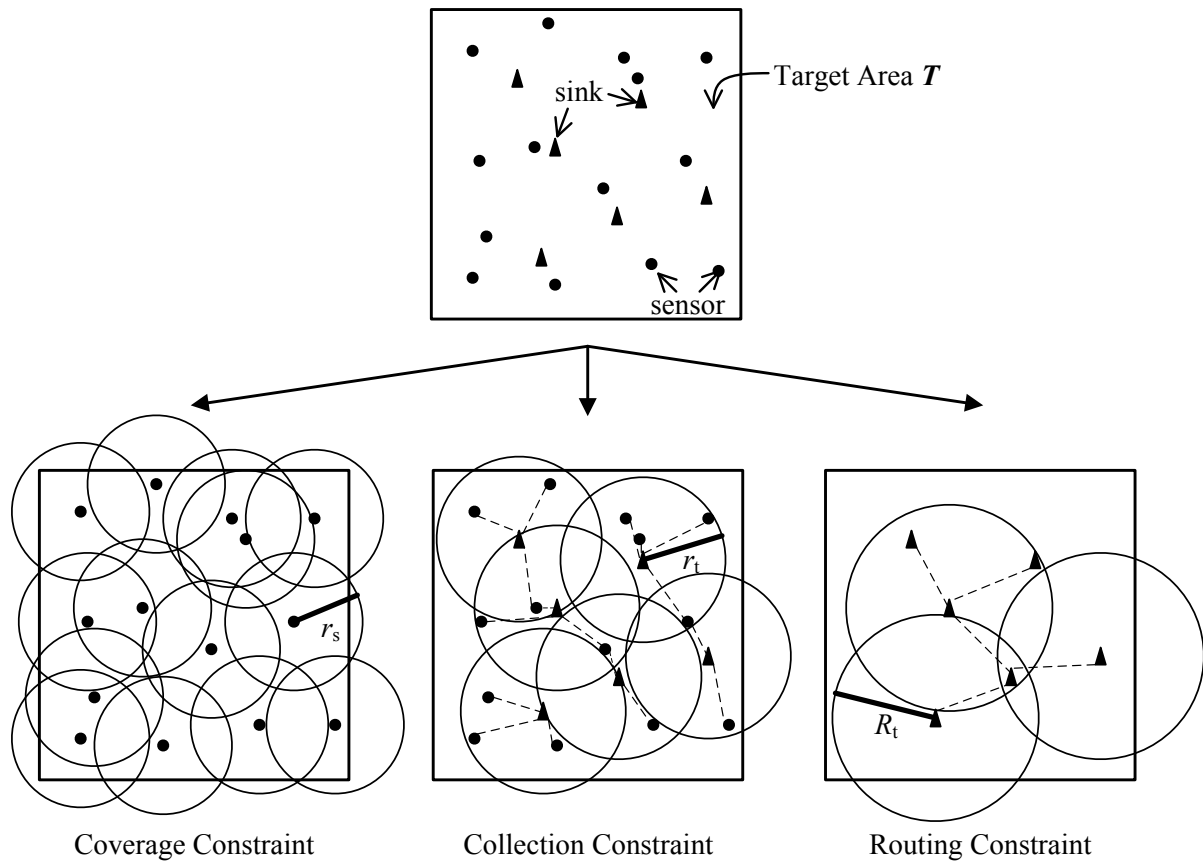 Target Area T
sink
sensor
r_s
r_t
R_t
Coverage Constraint
Collection Constraint
Routing Constraint